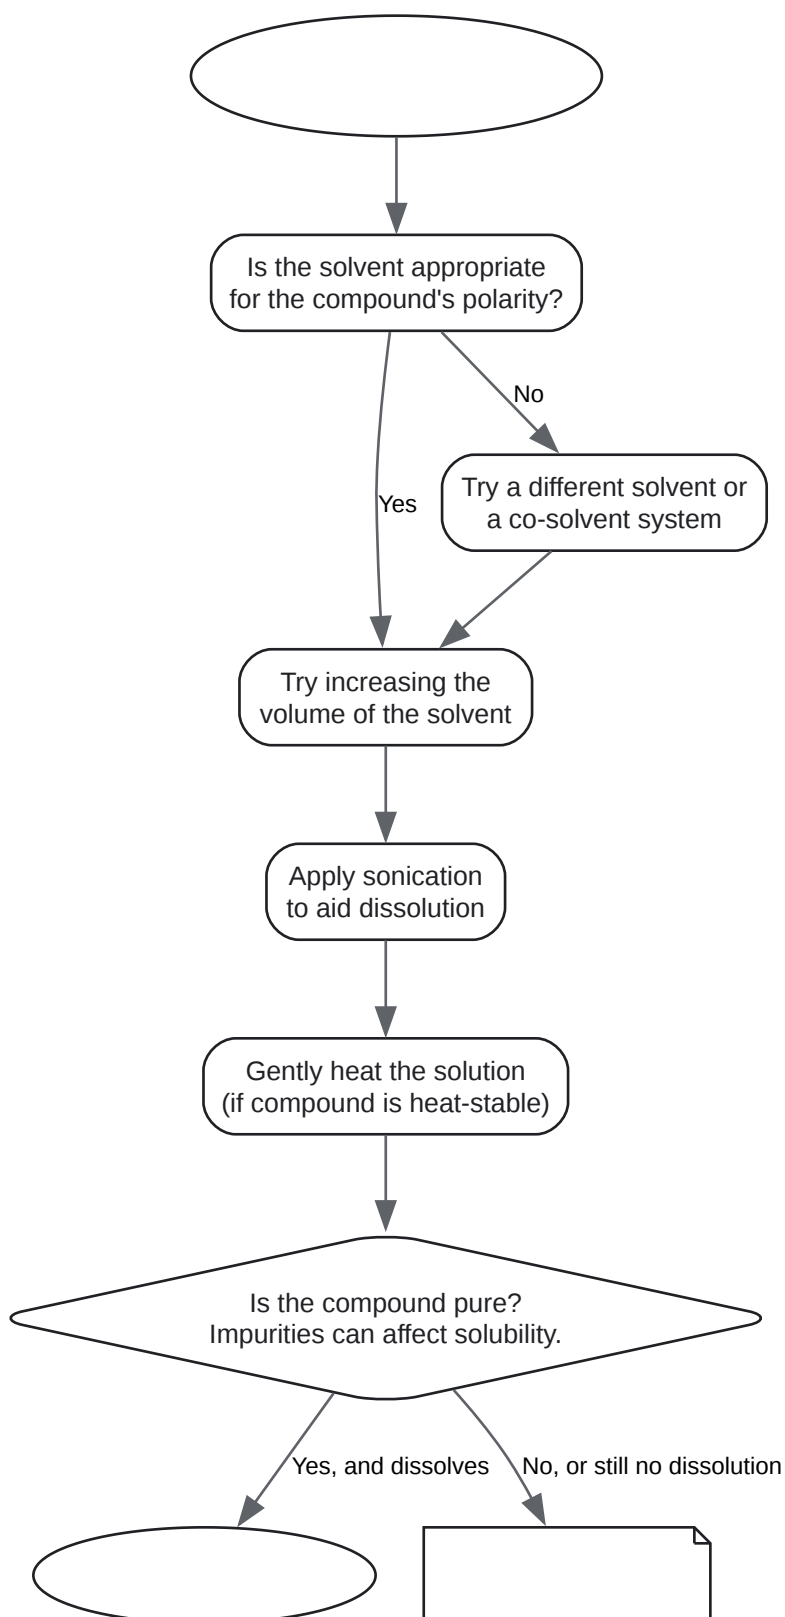 Is the solvent appropriate
for the compound's polarity?
No
Yes
Try a different solvent or
a co-solvent system
Try increasing the
volume of the solvent
Apply sonication
to aid dissolution
Gently heat the solution
(if compound is heat-stable)
Is the compound pure?
Impurities can affect solubility.
Yes, and dissolves
No, or still no dissolution